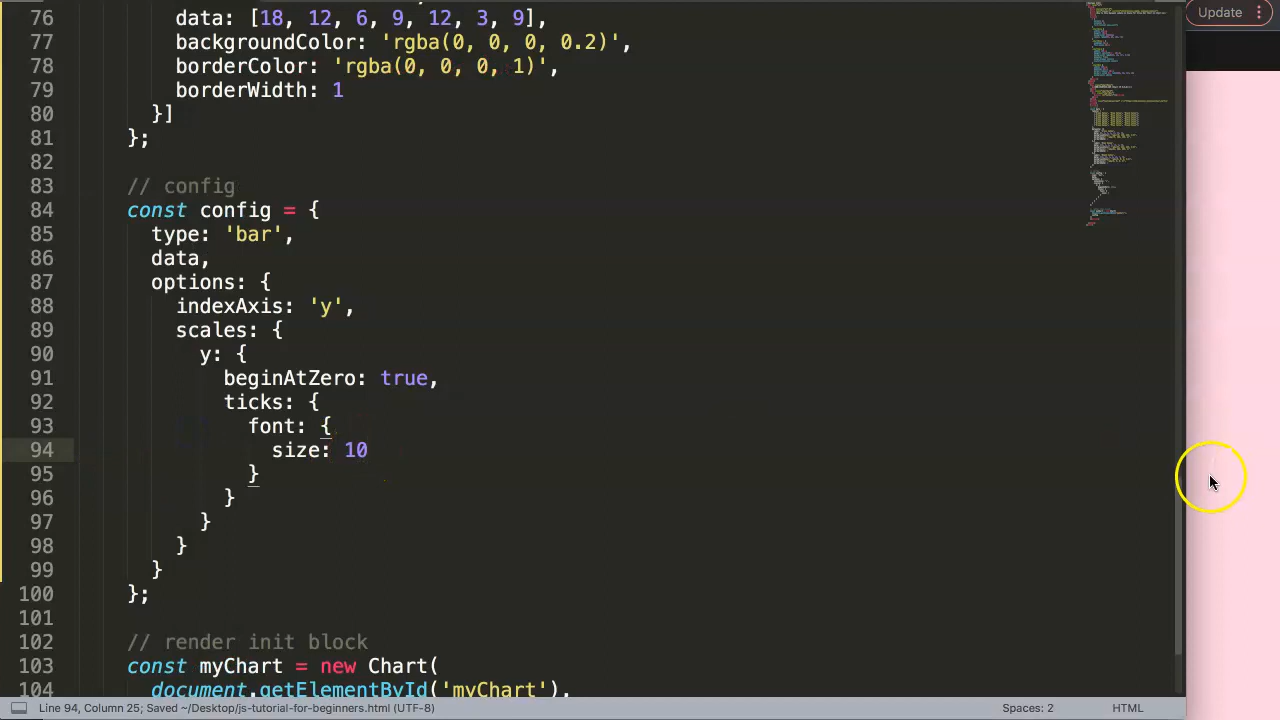 Update
76 data: [18, 12, 6, 9, 12, 3, 9],
77 backgroundColor: 'rgba(0, 0, 0, 0.2)',
78 borderColor: 'rgba(0, 0, 0, 1)',
79 borderWidth: 1
80 }]
81 };
82
83 // config
84 const config = {
85 type: 'bar',
86 data,
87 options: {
88 indexAxis: 'y',
89 scales: {
90 y: {
91 beginAtZero: true,
92 ticks: {
93 font: {
94 size: 10
95 }
96 }
97 }
98 }
99 }
100 };
101
102 // render init block
103 const myChart = new Chart(
104 document.getElementById('myChart'),
Line 94, Column 25; Saved ~/Desktop/js-tutorial-for-beginners.html (UTF-8)
Spaces: 2
HTML